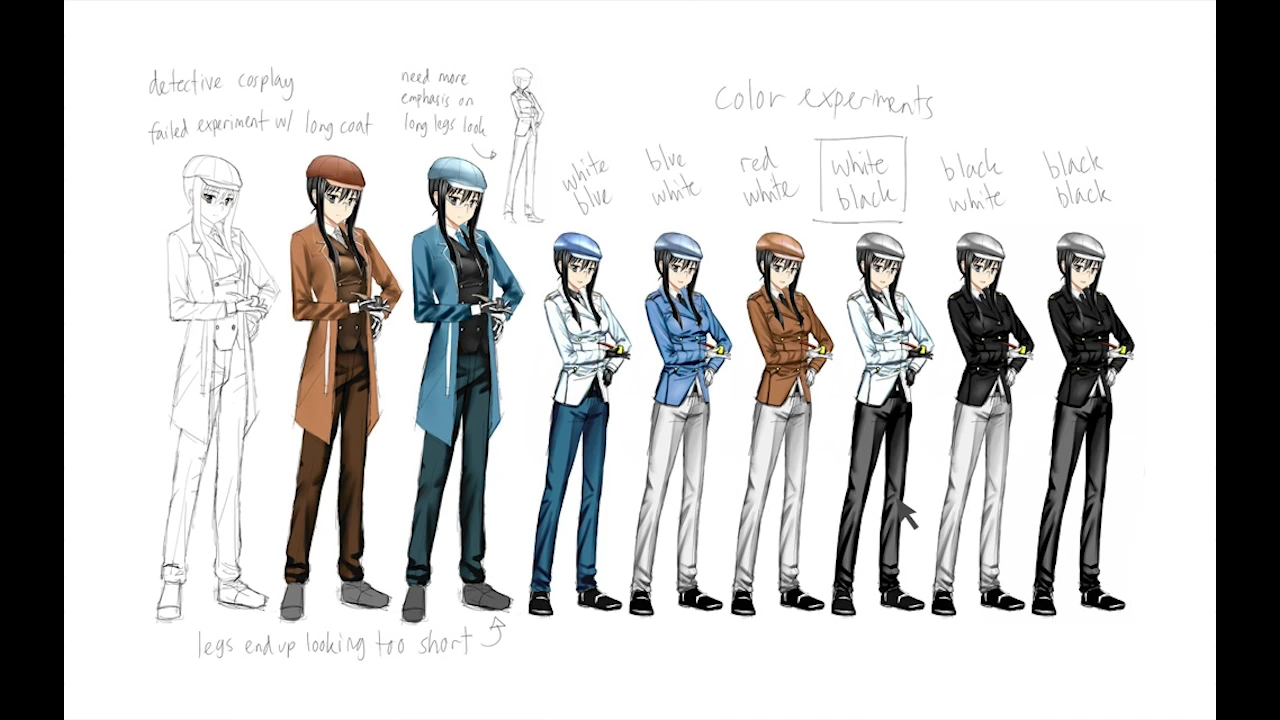 detective cosplay
failed experiment w/ long coat
need more
emphasis on
long legs look
color experiments
white
blue
blue
white
red
white
white
black
black
white
black
black
legs end up looking too short